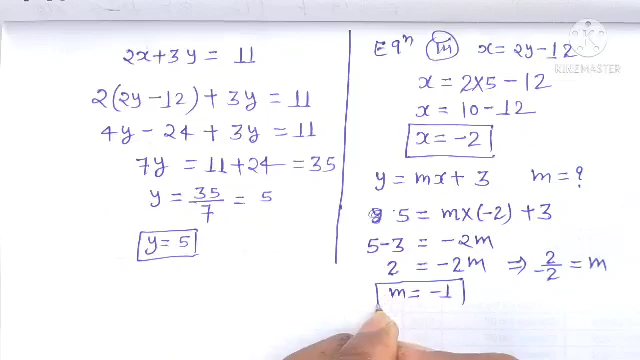 2x+3y = 11
2(2y-12)+3y=11
4y-24+3y=11
7y = 11+24 = 35
y = 35/7 = 5
y=5
Eqⁿ (III) x=2y-12
KINEMASTER
x = 2×5-12
x = 10-12
x = -2
y=mx+3 m=?
5 = m×(-2)+3
5-3 = -2m
2 = -2m ⇒ 2/-2 = m
m=-1